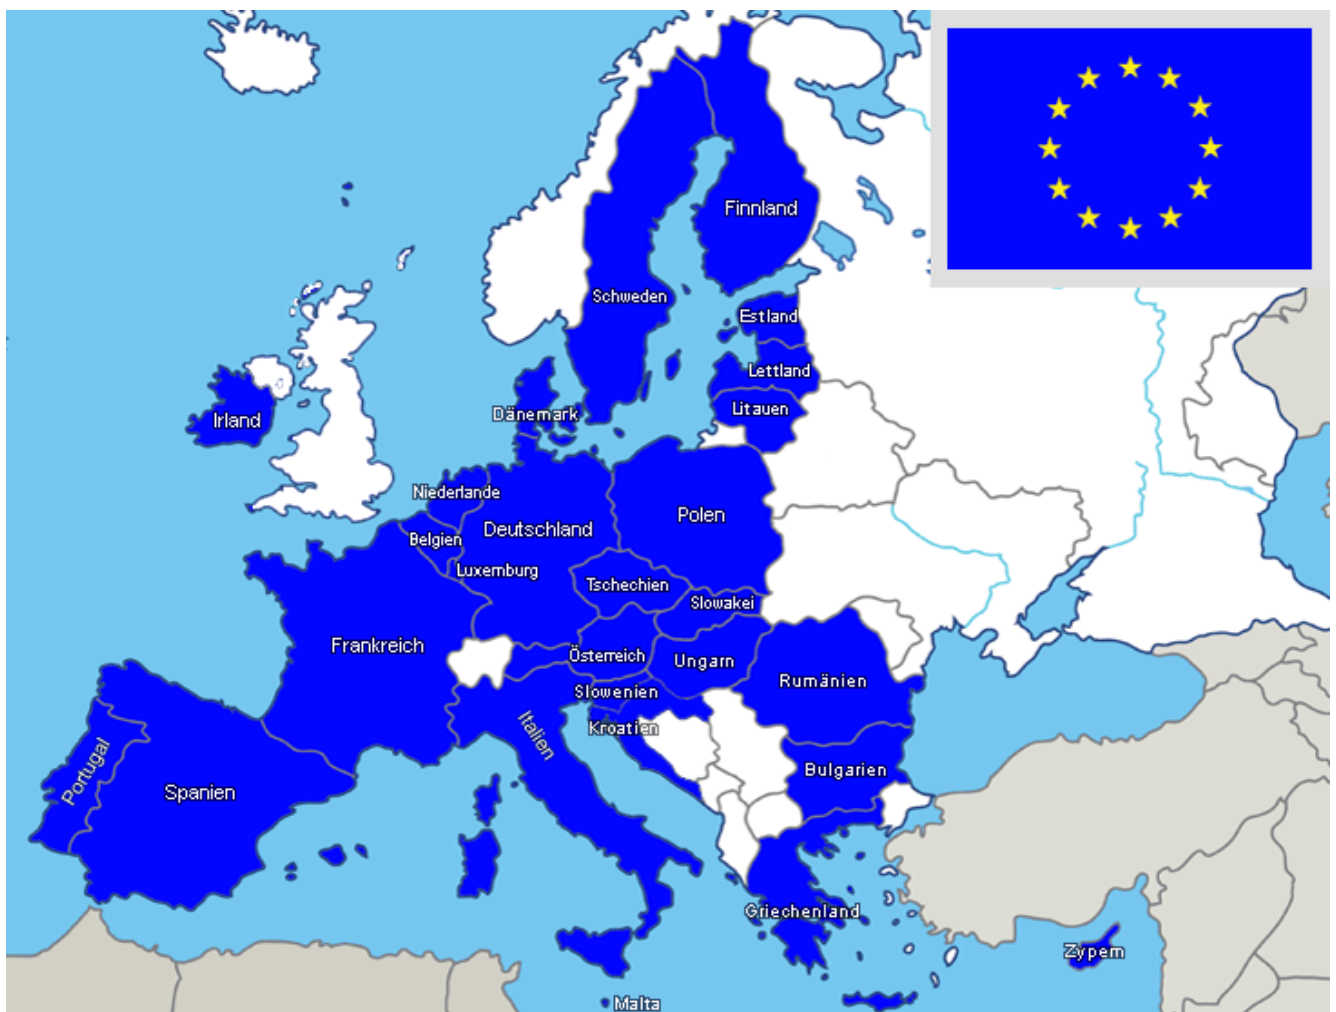 Finnland
Schweden
Estland
Lettland
Litauen
Dänemark
Irland
Niederlande
Polen
Deutschland
Belgien
Luxemburg
Tschechien
Slowakei
Frankreich
Österreich
Ungarn
Rumänien
Slowenien
Kroatien
Italien
Bulgarien
Portugal
Spanien
Griechenland
Zypern
Malta